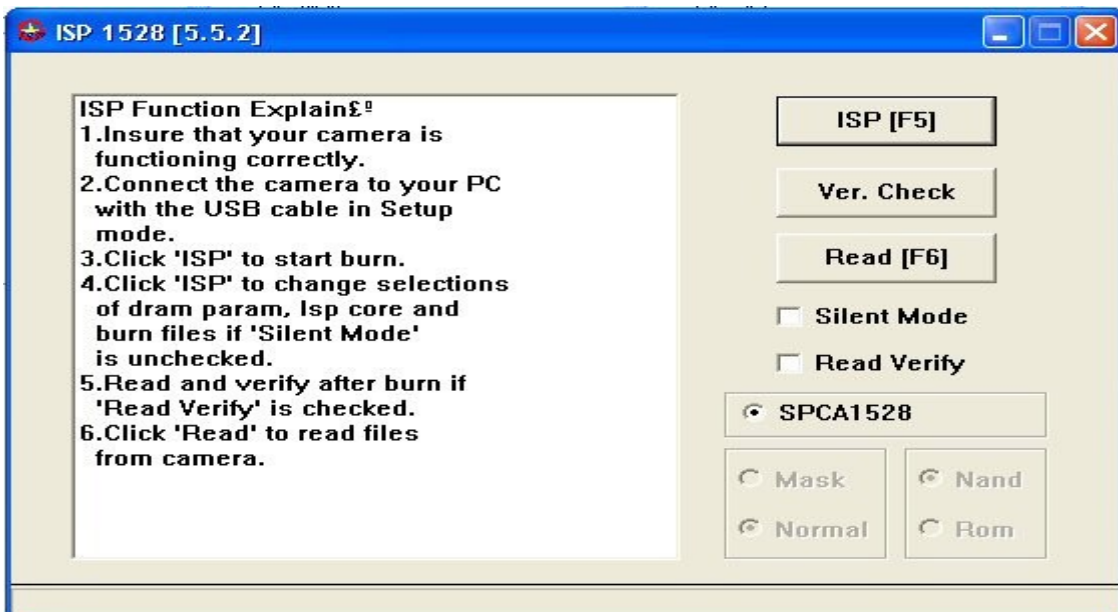 ISP 1528 [5.5.2]
ISP Function Explain£º
1.Insure that your camera is
functioning correctly.
2.Connect the camera to your PC
with the USB cable in Setup
mode.
3.Click 'ISP' to start burn.
4.Click 'ISP' to change selections
of dram param, Isp core and
burn files if 'Silent Mode'
is unchecked.
5.Read and verify after burn if
'Read Verify' is checked.
6.Click 'Read' to read files
from camera.
ISP [F5]
Ver. Check
Read [F6]
Silent Mode
Read Verify
SPCA1528
Mask
Normal
Nand
Rom